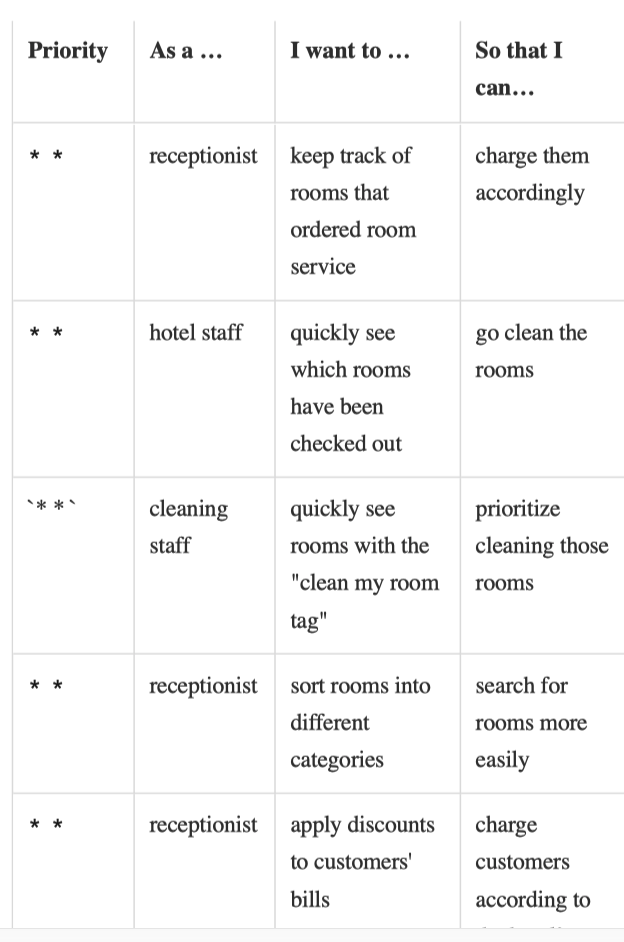 Priority As a ... I want to ... So that I
can...
* * receptionist keep track of charge them
rooms that accordingly
ordered room
service
* * hotel staff quickly see go clean the
which rooms rooms
have been
checked out
`* *` cleaning quickly see prioritize
staff rooms with the cleaning those
"clean my room rooms
tag"
* * receptionist sort rooms into search for
different rooms more
categories easily
* * receptionist apply discounts charge
to customers' customers
bills according to